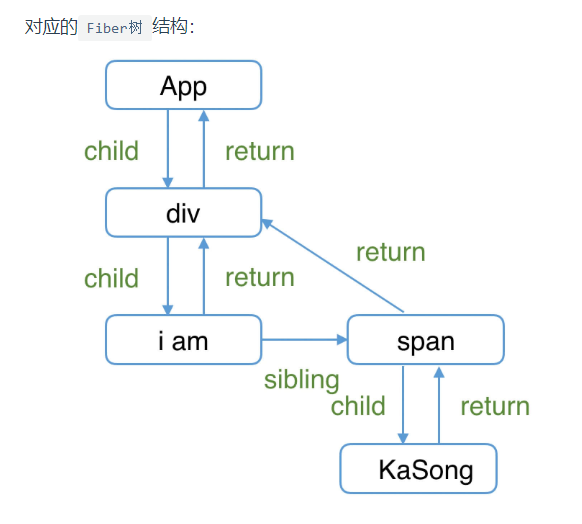 对应的 Fiber树 结构：
App
child
return
div
return
child
return
i am
span
sibling
child
return
KaSong